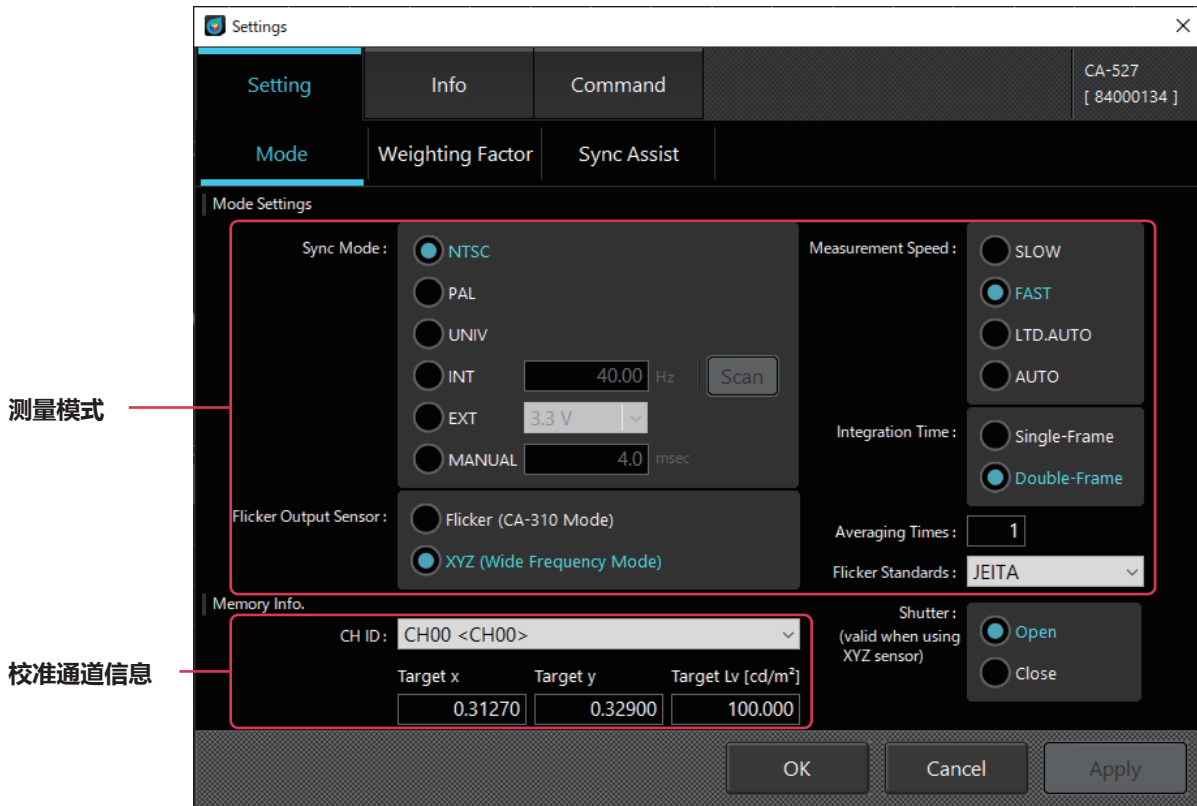 Settings
Setting
Info
Command
CA-527
[ 84000134 ]
Mode
Weighting Factor
Sync Assist
Mode Settings
测量模式
Sync Mode :
NTSC
PAL
UNIV
INT
40.00
Hz
Scan
EXT
3.3 V
MANUAL
4.0
msec
Flicker Output Sensor :
Flicker (CA-310 Mode)
XYZ (Wide Frequency Mode)
Measurement Speed :
SLOW
FAST
LTD.AUTO
AUTO
Integration Time :
Single-Frame
Double-Frame
Averaging Times :
1
Flicker Standards :
JEITA
Memory Info.
校准通道信息
CH ID :
CH00 <CH00>
Target x
Target y
Target Lv [cd/m²]
0.31270
0.32900
100.000
Shutter :
(valid when using
XYZ sensor)
Open
Close
OK
Cancel
Apply